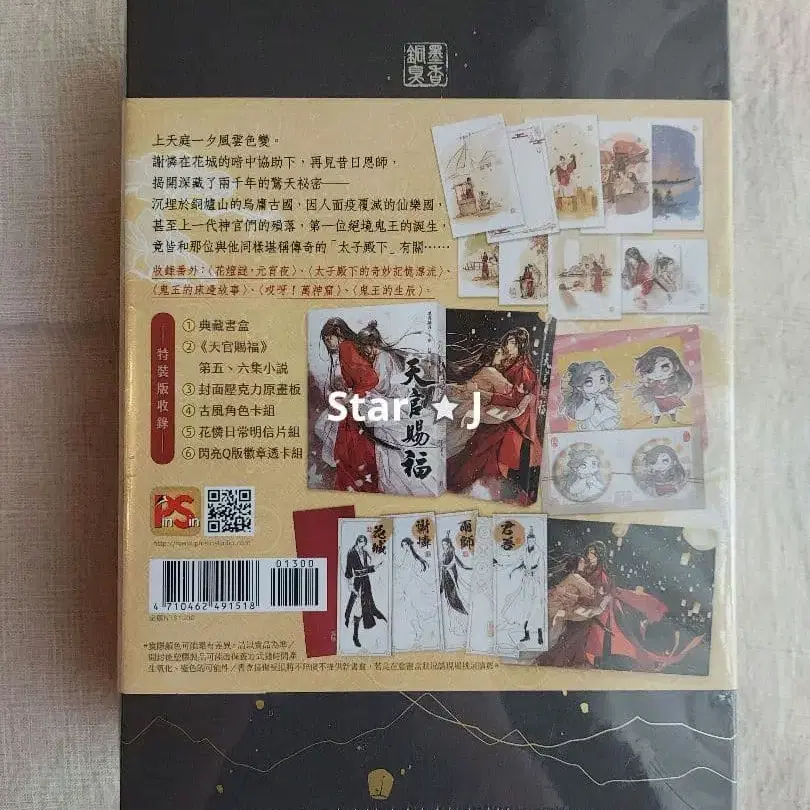 墨香銅臭
上天庭一夕風雲色變。
謝憐在花城的暗中協助下，再見昔日恩師，
揭開深藏了兩千年的驚天祕密——
沉埋於銅爐山的烏庸古國，因人面疫覆滅的仙樂國，
甚至上一代神官們的殞落，第一位絕境鬼王的誕生，
竟皆和那位與他同樣堪稱傳奇的「太子殿下」有關……
收錄番外：〈花燈謎，元宵夜〉、〈太子殿下的奇妙記憶漂流〉、
〈鬼王的床邊故事〉、〈哎呀！萬神窟〉、〈鬼王的生辰〉。
特裝版收錄
① 典藏書盒
② 《天官賜福》
第五、六集小說
③ 封面壓克力原畫板
④ 古風角色卡組
⑤ 花憐日常明信片組
⑥ 閃亮Q版徽章透卡組
天官賜福
Star ★ J
PinSin
花城
謝憐
雨師
君吾
01300
4 710462 491518